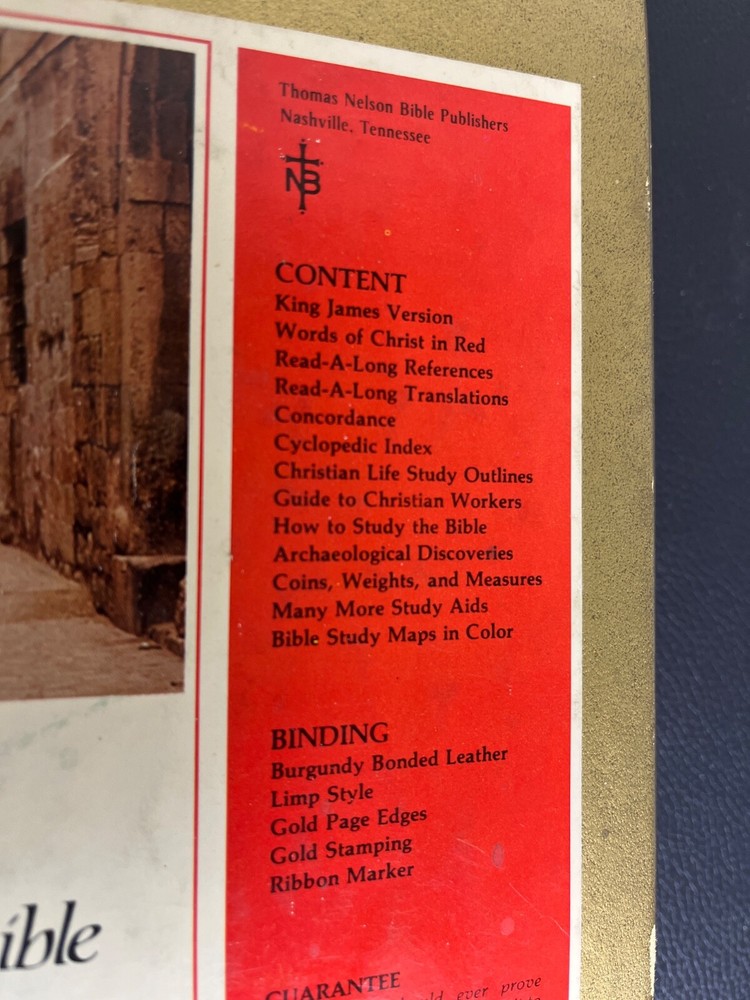 Thomas Nelson Bible Publishers
Nashville, Tennessee
NB
CONTENT
King James Version
Words of Christ in Red
Read-A-Long References
Read-A-Long Translations
Concordance
Cyclopedic Index
Christian Life Study Outlines
Guide to Christian Workers
How to Study the Bible
Archaeological Discoveries
Coins, Weights, and Measures
Many More Study Aids
Bible Study Maps in Color
BINDING
Burgundy Bonded Leather
Limp Style
Gold Page Edges
Gold Stamping
Ribbon Marker
ible
GUARANTEE
ever prove